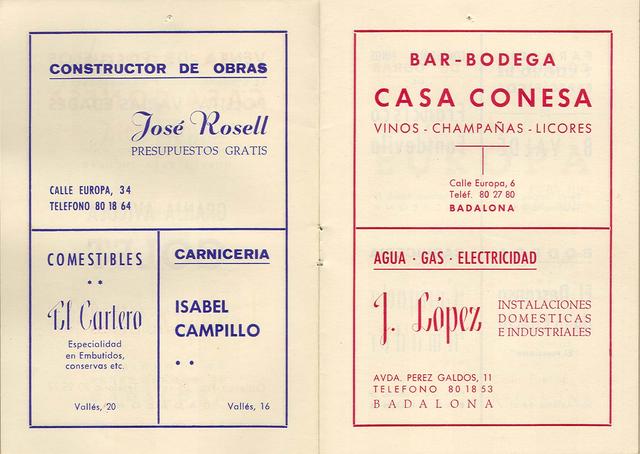 CONSTRUCTOR DE OBRAS
José Rosell
PRESUPUESTOS GRATIS
CALLE EUROPA, 34
TELEFONO 80 18 64
COMESTIBLES
El Cartero
Especialidad
en Embutidos,
conservas etc.
Vallés, 20
CARNICERIA
ISABEL
CAMPILLO
Vallés, 16
BAR-BODEGA
CASA CONESA
VINOS - CHAMPAÑAS - LICORES
Calle Europa, 6
Teléf. 80 27 80
BADALONA
AGUA · GAS · ELECTRICIDAD
J. López
INSTALACIONES
DOMESTICAS
E INDUSTRIALES
AVDA. PEREZ GALDOS, 11
TELEFONO 80 18 53
BADALONA